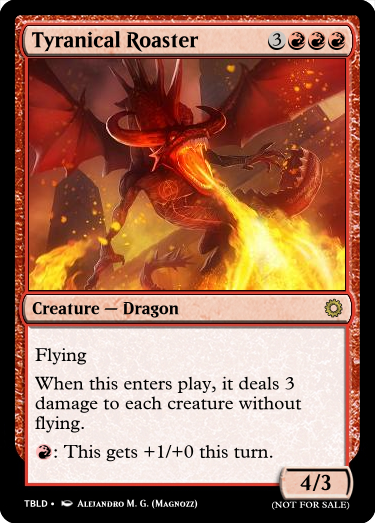 Tyranical Roaster 3
Creature — Dragon
Flying
When this enters play, it deals 3
damage to each creature without
flying.
: This gets +1/+0 this turn.
4/3
TBLD • Alejandro M. G. (Magnozz)
(NOT FOR SALE)